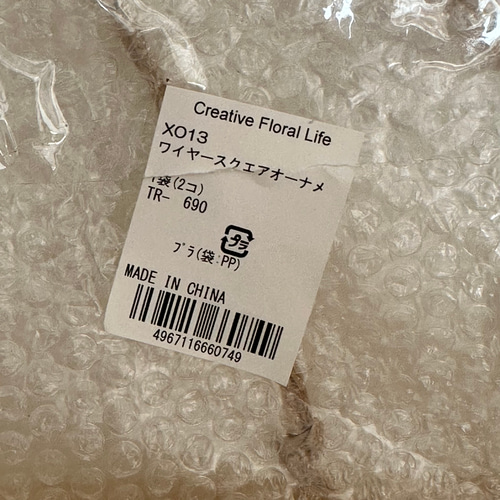 Creative Floral Life
XO13
ワイヤースクエアオーナメ
1袋(2コ)
TR- 690
プラ
プラ(袋:PP)
MADE IN CHINA
4967116660749